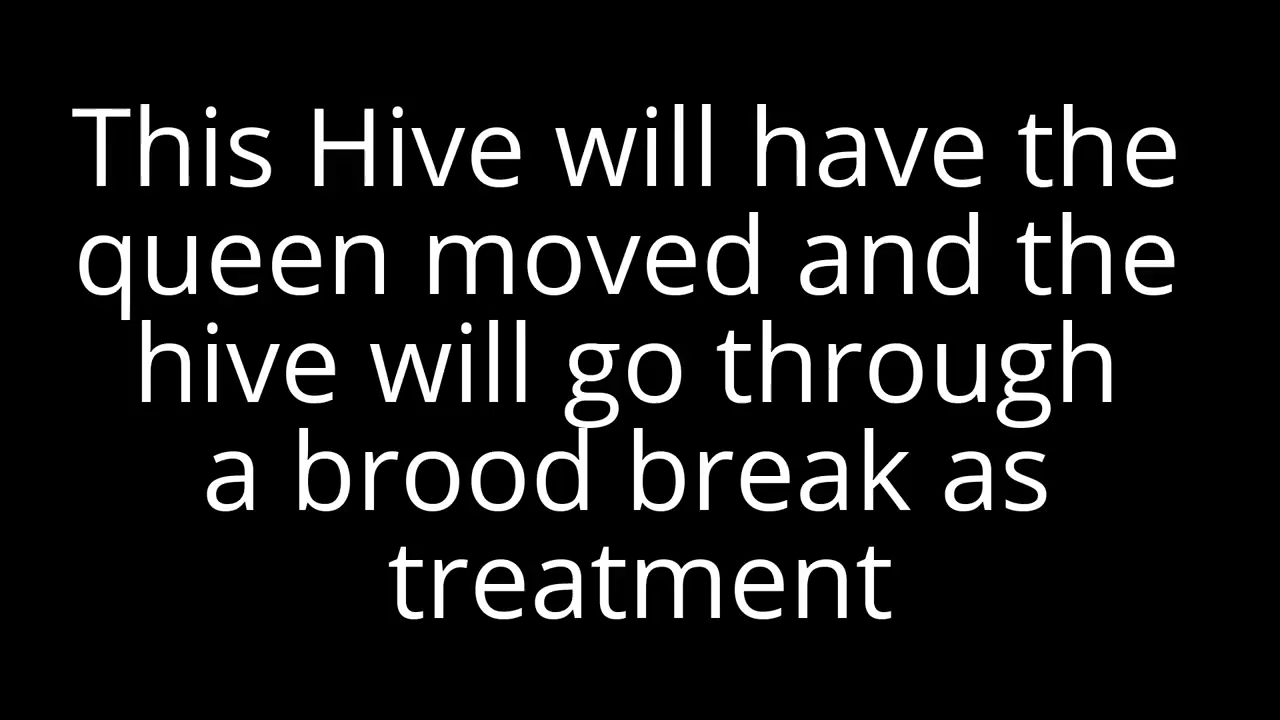 This Hive will have the
queen moved and the
hive will go through
a brood break as
treatment